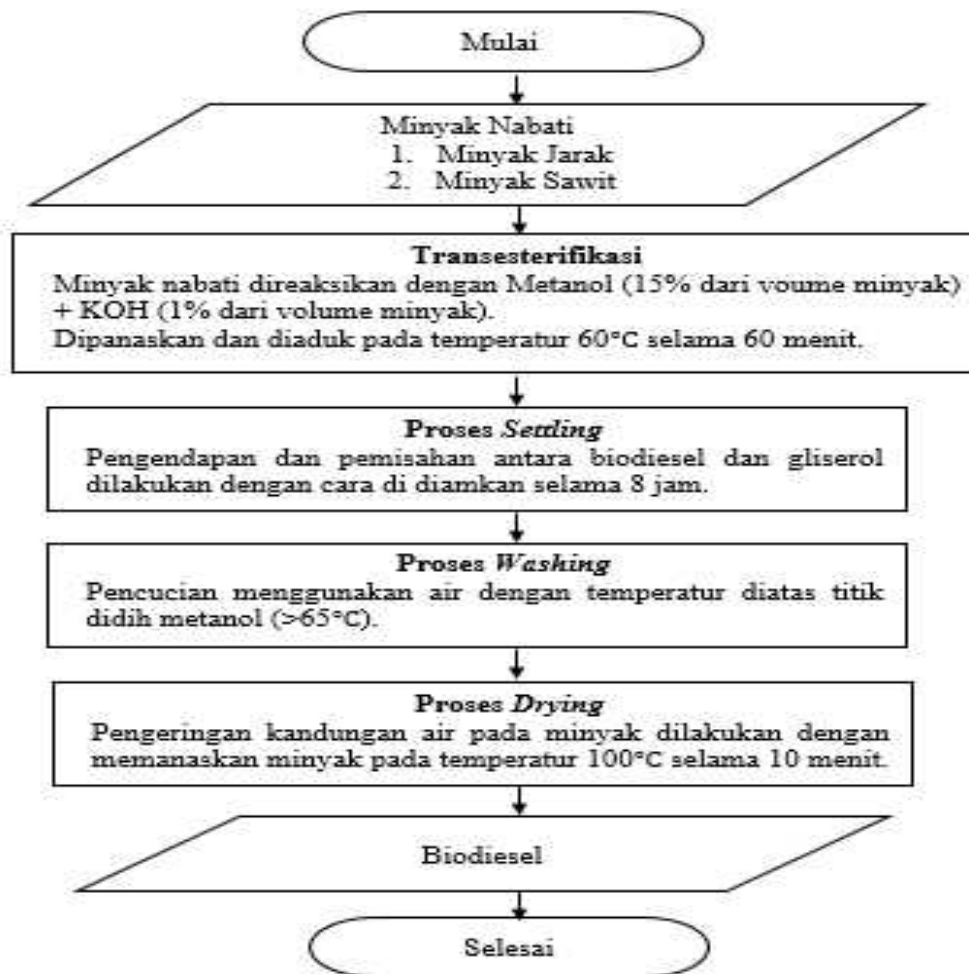 Mulai
Minyak Nabati
1. Minyak Jarak
2. Minyak Sawit
Transesterifikasi
Minyak nabati direaksikan dengan Metanol (15% dari voume minyak)
+ KOH (1% dari volume minyak).
Dipanaskan dan diaduk pada temperatur 60°C selama 60 menit.
Proses Settling
Pengendapan dan pemisahan antara biodiesel dan gliserol
dilakukan dengan cara di diamkan selama 8 jam.
Proses Washing
Pencucian menggunakan air dengan temperatur diatas titik
didih metanol (>65°C).
Proses Drying
Pengeringan kandungan air pada minyak dilakukan dengan
memanaskan minyak pada temperatur 100°C selama 10 menit.
Biodiesel
Selesai